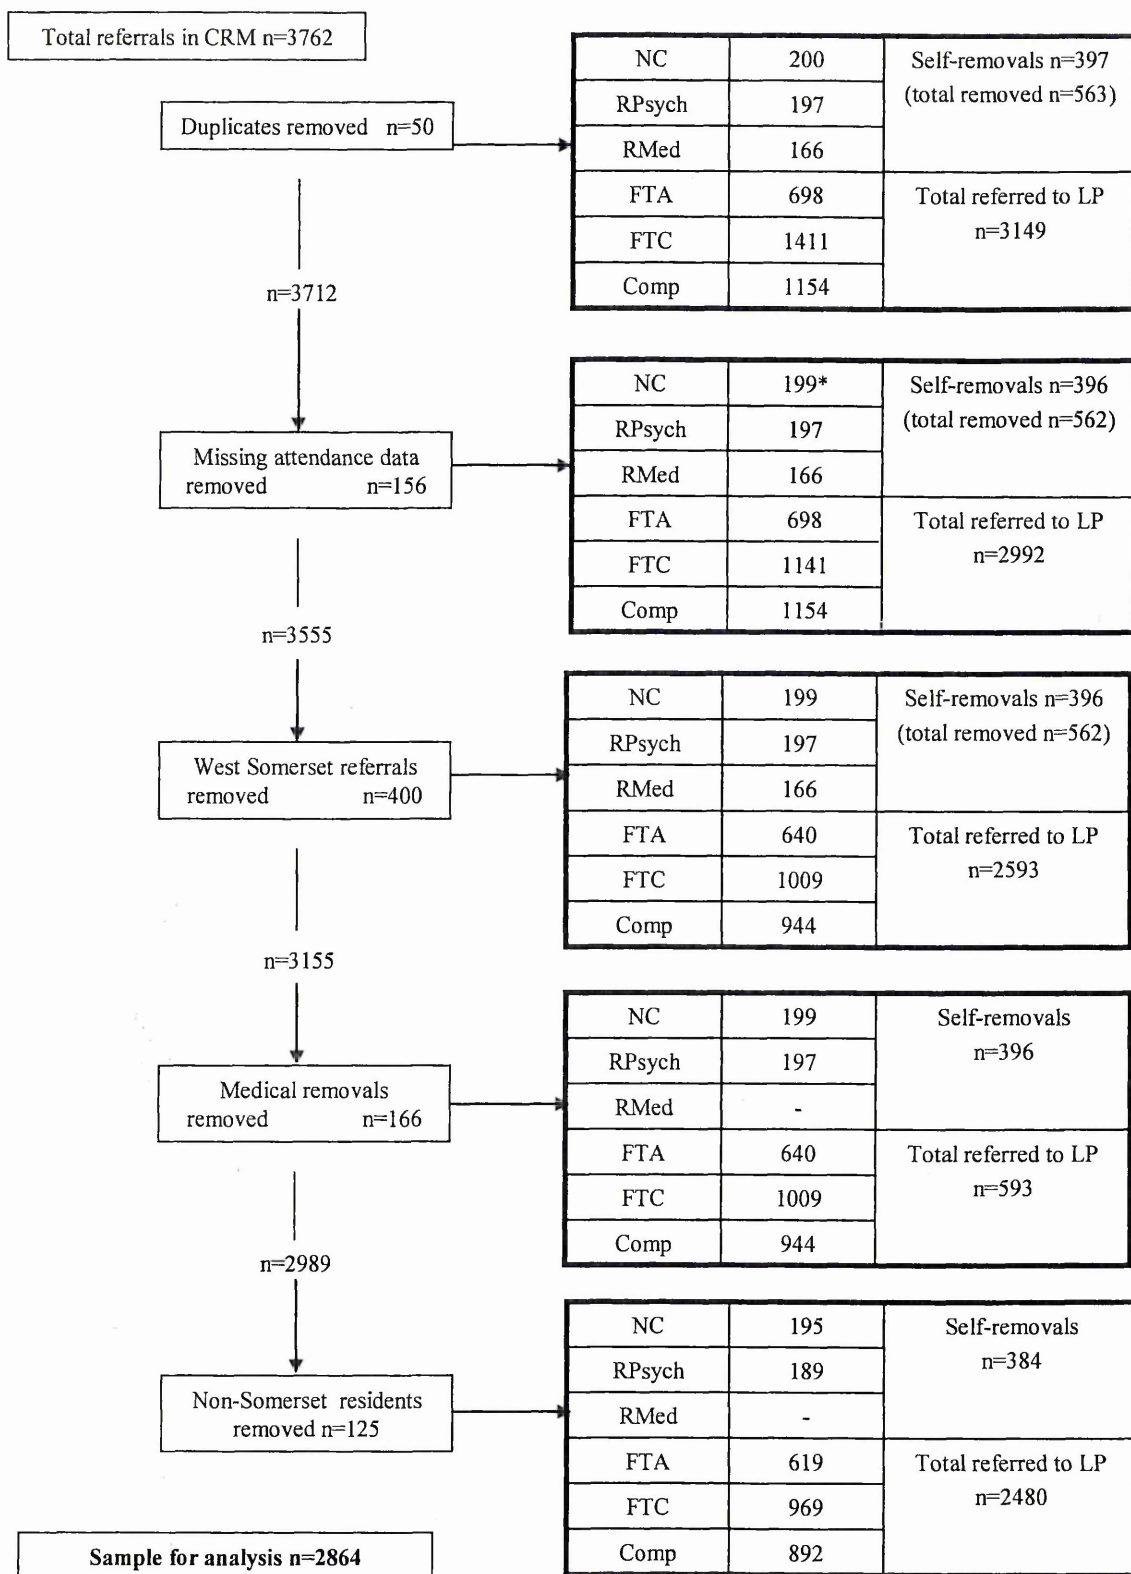 Total referrals in CRM n=3762
Duplicates removed n=50
NC 200 Self-removals n=397
RPsych 197 (total removed n=563)
RMed 166
FTA 698 Total referred to LP
FTC 1411 n=3149
Comp 1154
n=3712
Missing attendance data
removed n=156
NC 199* Self-removals n=396
RPsych 197 (total removed n=562)
RMed 166
FTA 698 Total referred to LP
FTC 1141 n=2992
Comp 1154
n=3555
West Somerset referrals
removed n=400
NC 199 Self-removals n=396
RPsych 197 (total removed n=562)
RMed 166
FTA 640 Total referred to LP
FTC 1009 n=2593
Comp 944
n=3155
Medical removals
removed n=166
NC 199 Self-removals
RPsych 197 n=396
RMed -
FTA 640 Total referred to LP
FTC 1009 n=593
Comp 944
n=2989
Non-Somerset residents
removed n=125
NC 195 Self-removals
RPsych 189 n=384
RMed -
FTA 619 Total referred to LP
FTC 969 n=2480
Comp 892
Sample for analysis n=2864